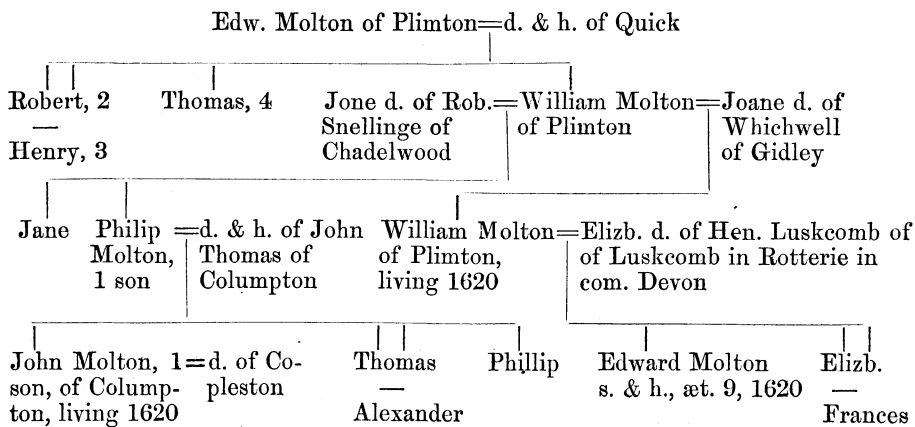 Edw. Molton of Plimton=d. & h. of Quick
Robert, 2
—
Henry, 3
Thomas, 4
Jone d. of Rob.
Snellinge of
Chadelwood
=William Molton=
of Plimton
Joane d. of
Whichwell
of Gidley
Jane
Philip
Molton,
1 son
=d. & h. of John
Thomas of
Columpton
William Molton
of Plimton,
living 1620
=Elizb. d. of Hen. Luskcomb of
of Luskcomb in Rotterie in
com. Devon
John Molton, 1
son, of Colump-
ton, living 1620
=d. of Co-
pleston
Thomas
—
Alexander
Phillip
Edward Molton
s. & h., æt. 9, 1620
Elizb.
—
Frances